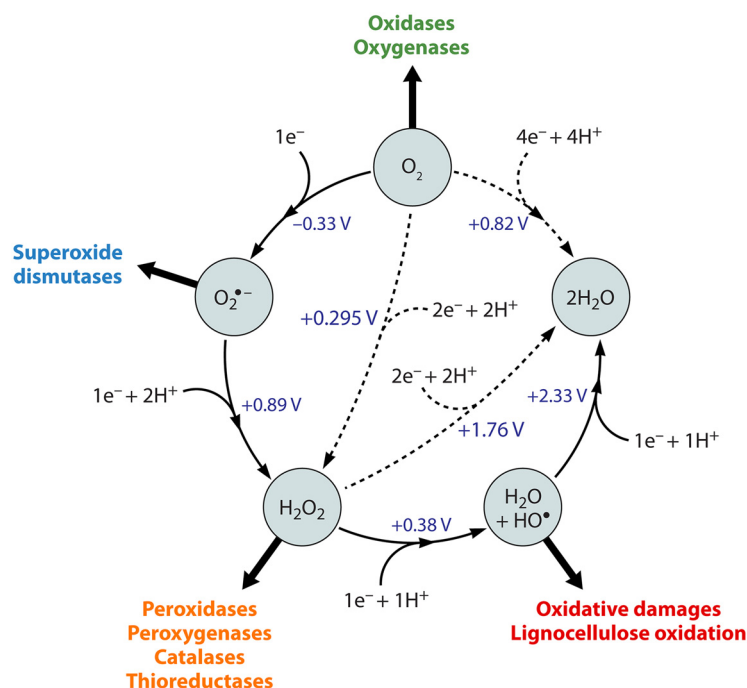 Oxidases
Oxygenases
1e⁻
4e⁻ + 4H⁺
O₂
−0.33 V
+0.82 V
Superoxide
dismutases
O₂•⁻
2H₂O
+0.295 V
2e⁻ + 2H⁺
2e⁻ + 2H⁺
1e⁻ + 2H⁺
+0.89 V
+2.33 V
+1.76 V
1e⁻ + 1H⁺
H₂O₂
H₂O
+ HO•
+0.38 V
1e⁻ + 1H⁺
Peroxidases
Peroxygenases
Catalases
Thioreductases
Oxidative damages
Lignocellulose oxidation